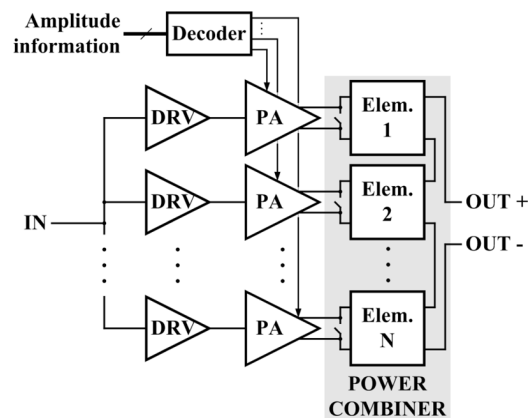 Amplitude
information
Decoder
DRV
PA
Elem.
1
DRV
PA
Elem.
2
IN
OUT +
OUT -
DRV
PA
Elem.
N
POWER
COMBINER